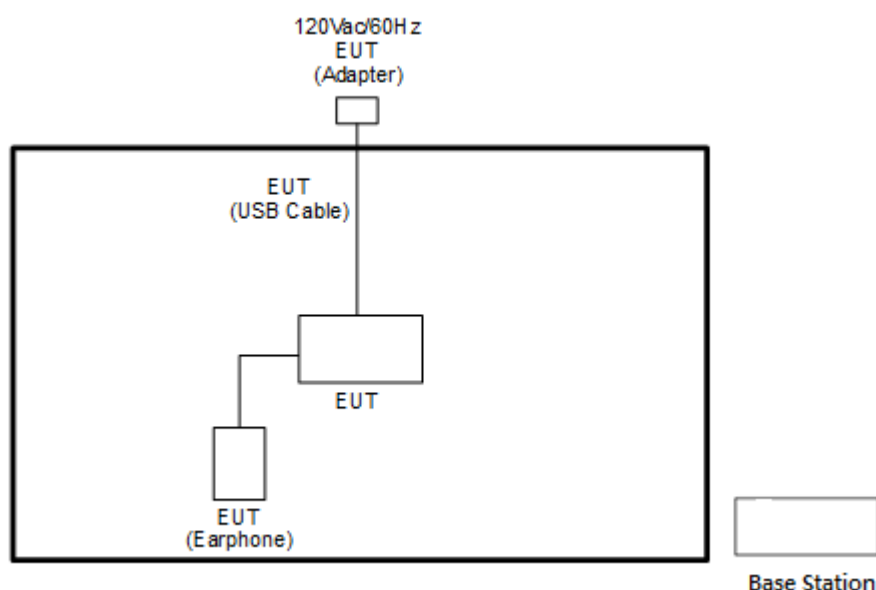 120Vac/60Hz
EUT
(Adapter)
EUT
(USB Cable)
EUT
EUT
(Earphone)
Base Station